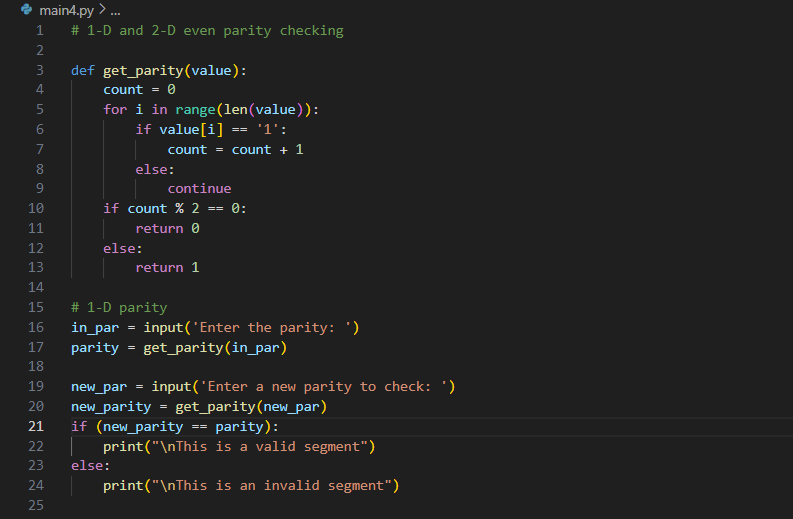 main4.py > ...
1 # 1-D and 2-D even parity checking
2
3 def get_parity(value):
4     count = 0
5     for i in range(len(value)):
6         if value[i] == '1':
7             count = count + 1
8         else:
9             continue
10     if count % 2 == 0:
11         return 0
12     else:
13         return 1
14
15 # 1-D parity
16 in_par = input('Enter the parity: ')
17 parity = get_parity(in_par)
18
19 new_par = input('Enter a new parity to check: ')
20 new_parity = get_parity(new_par)
21 if (new_parity == parity):
22     print("\nThis is a valid segment")
23 else:
24     print("\nThis is an invalid segment")
25